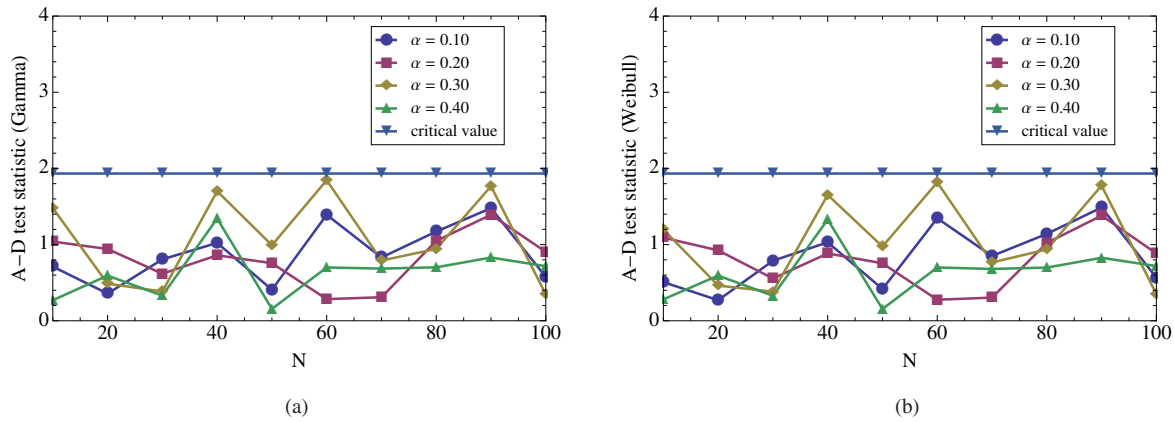 A−D test statistic (Gamma)
4
3
2
1
0
20
40
60
80
100
N
α = 0.10
α = 0.20
α = 0.30
α = 0.40
critical value
(a)
A−D test statistic (Weibull)
4
3
2
1
0
20
40
60
80
100
N
α = 0.10
α = 0.20
α = 0.30
α = 0.40
critical value
(b)